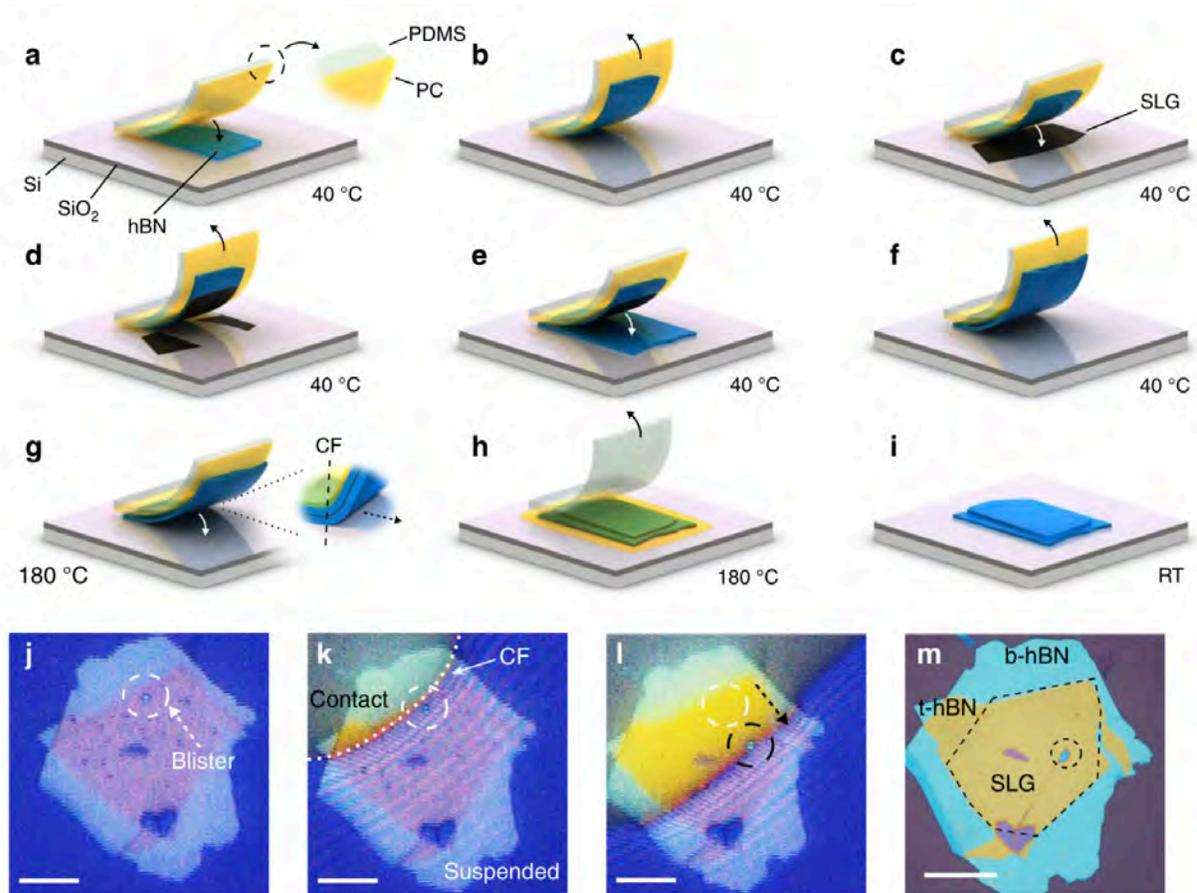 a
PDMS
PC
Si
SiO2
hBN
40 °C
b
40 °C
c
SLG
40 °C
d
40 °C
e
40 °C
f
40 °C
g
CF
180 °C
h
180 °C
i
RT
j
Blister
k
CF
Contact
Suspended
l
m
b-hBN
t-hBN
SLG